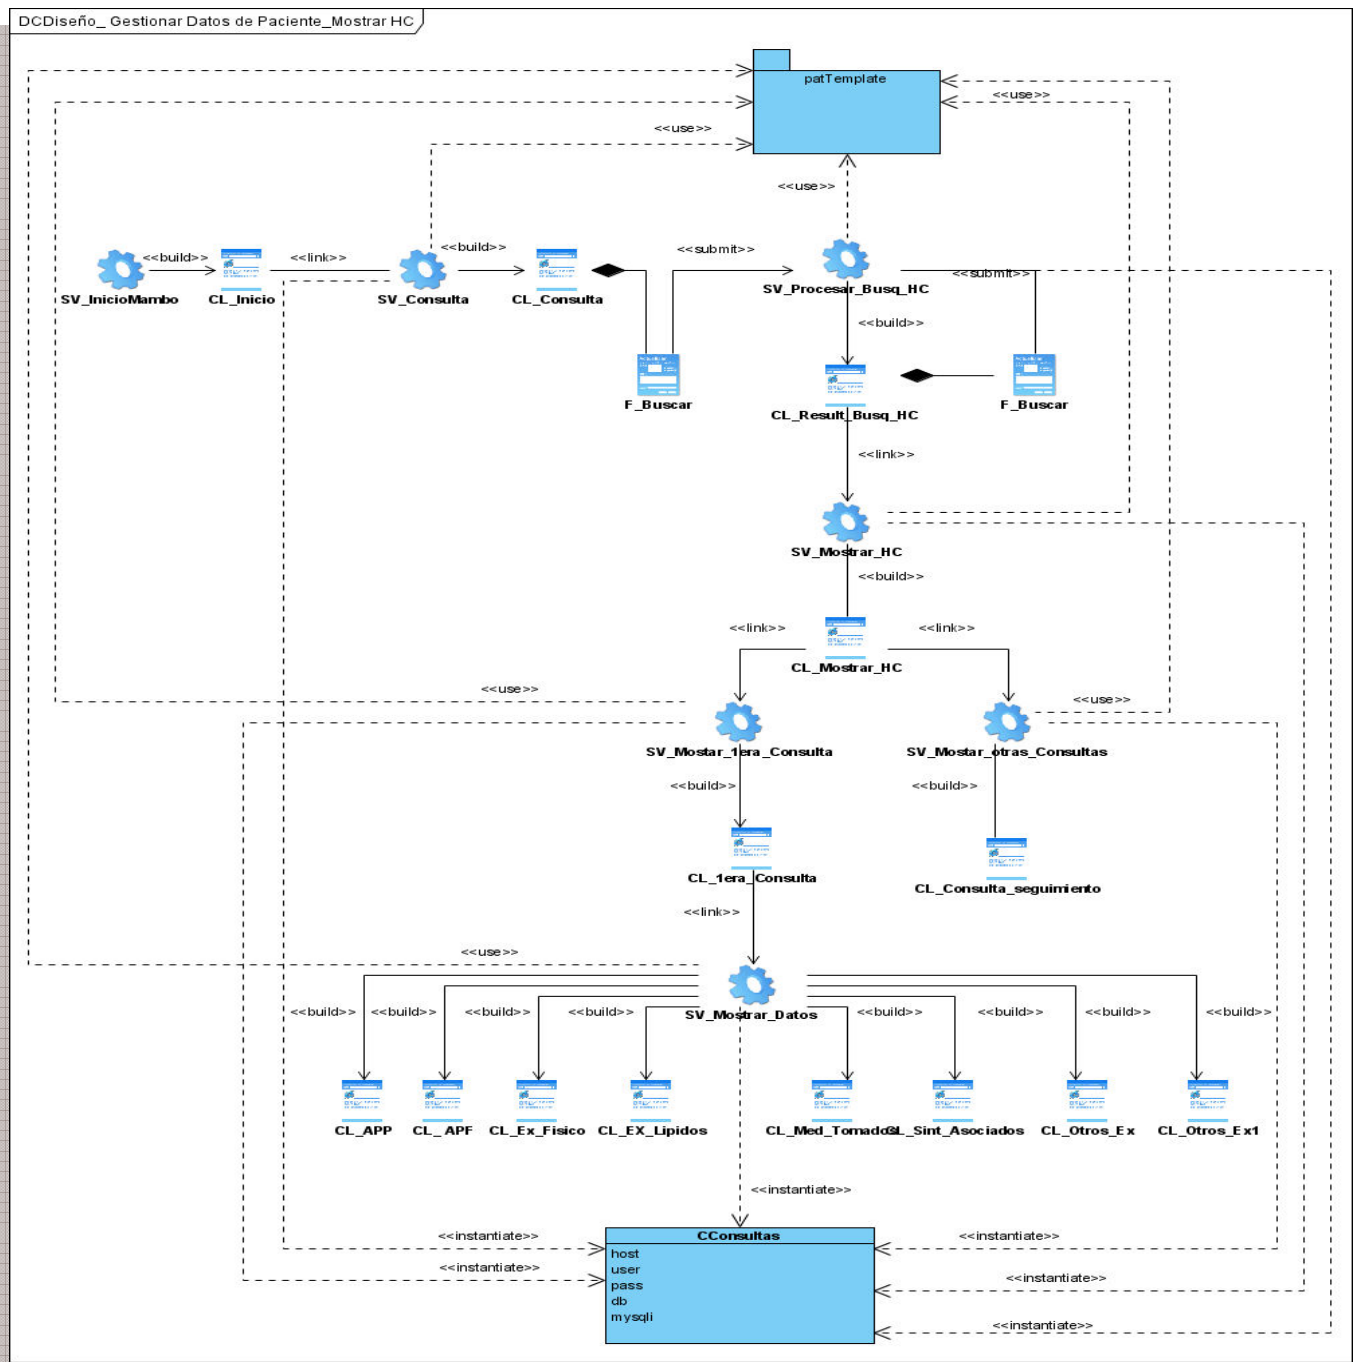 DCDiseño_ Gestionar Datos de Paciente_Mostrar HC
patTemplate
<<use>>
<<use>>
<<use>>
<<build>>
<<link>>
<<build>>
<<submit>>
<<submit>>
SV_InicioMambo
CL_Inicio
SV_Consulta
CL_Consulta
SV_Procesar_Busq_HC
<<build>>
F_Buscar
CL_Result_Busq_HC
F_Buscar
<<link>>
SV_Mostrar_HC
<<build>>
<<link>>
<<link>>
CL_Mostrar_HC
<<use>>
<<use>>
SV_Mostar_1era_Consulta
SV_Mostar_otras_Consultas
<<build>>
<<build>>
CL_1era_Consulta
CL_Consulta_seguimiento
<<link>>
<<use>>
SV_Mostrar_Datos
<<build>>
<<build>>
<<build>>
<<build>>
<<build>>
<<build>>
<<build>>
<<build>>
CL_APP
CL_ APF
CL_Ex_Fisico
CL_EX_Lipidos
CL_Med_Tomados
CL_Sint_Asociados
CL_Otros_Ex
CL_Otros_Ex1
<<instantiate>>
CConsultas
<<instantiate>>
<<instantiate>>
host
user
<<instantiate>>
<<instantiate>>
pass
db
mysqli
<<instantiate>>